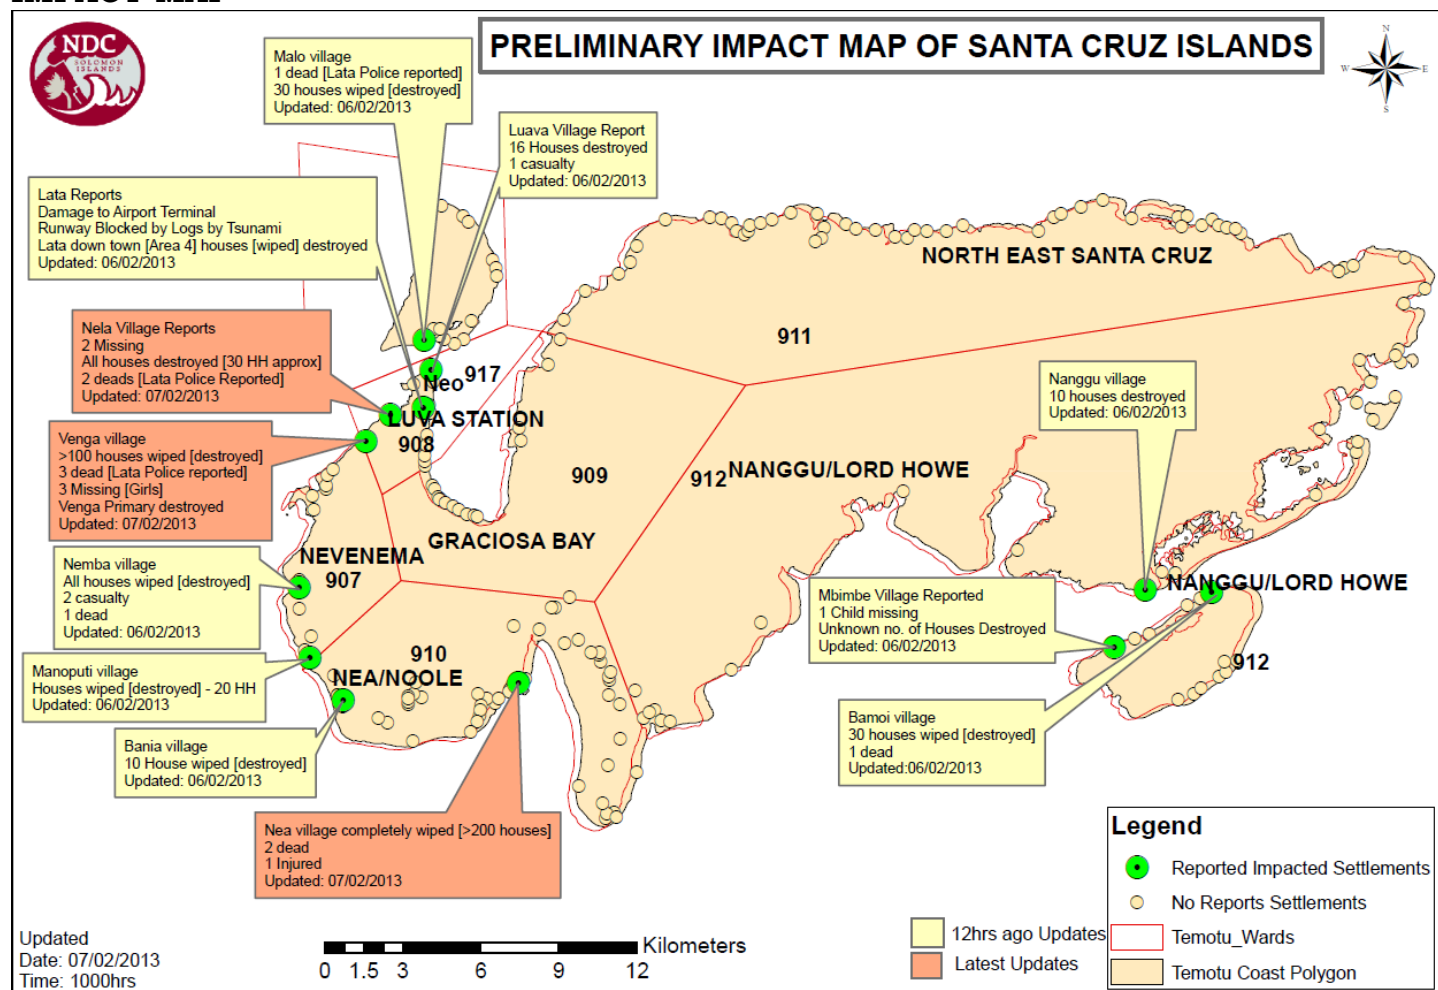 NDC
SOLOMON
ISLANDS
PRELIMINARY IMPACT MAP OF SANTA CRUZ ISLANDS
N
W
E
S
Malo village
1 dead [Lata Police reported]
30 houses wiped [destroyed]
Updated: 06/02/2013
Luava Village Report
16 Houses destroyed
1 casualty
Updated: 06/02/2013
Lata Reports
Damage to Airport Terminal
Runway Blocked by Logs by Tsunami
Lata down town [Area 4] houses [wiped] destroyed
Updated: 06/02/2013
Nela Village Reports
2 Missing
All houses destroyed [30 HH approx]
2 deads [Lata Police Reported]
Updated: 07/02/2013
Venga village
>100 houses wiped [destroyed]
3 dead [Lata Police reported]
3 Missing [Girls]
Venga Primary destroyed
Updated: 07/02/2013
Nemba village
All houses wiped [destroyed]
2 casualty
1 dead
Updated: 06/02/2013
Manoputi village
Houses wiped [destroyed] - 20 HH
Updated: 06/02/2013
Bania village
10 House wiped [destroyed]
Updated: 06/02/2013
Nea village completely wiped [>200 houses]
2 dead
1 Injured
Updated: 07/02/2013
Nanggu village
10 houses destroyed
Updated: 06/02/2013
Mbimbe Village Reported
1 Child missing
Unknown no. of Houses Destroyed
Updated: 06/02/2013
Bamoi village
30 houses wiped [destroyed]
1 dead
Updated:06/02/2013
NORTH EAST SANTA CRUZ
911
Neo
917
LUVA STATION
908
909
912
NANGGU/LORD HOWE
GRACIOSA BAY
NEVENEMA
907
910
NEA/NOOLE
NANGGU/LORD HOWE
912
Legend
Reported Impacted Settlements
No Reports Settlements
Temotu_Wards
Temotu Coast Polygon
12hrs ago Updates
Latest Updates
Kilometers
0 1.5 3 6 9 12
Updated
Date: 07/02/2013
Time: 1000hrs